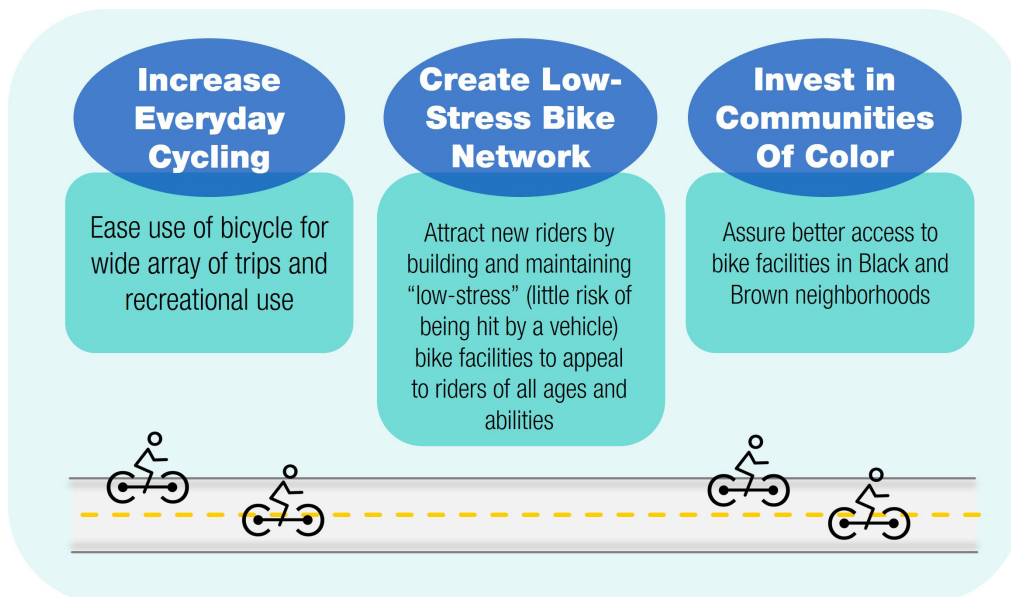 Increase
Everyday
Cycling
Ease use of bicycle for
wide array of trips and
recreational use
Create Low-
Stress Bike
Network
Attract new riders by
building and maintaining
“low-stress” (little risk of
being hit by a vehicle)
bike facilities to appeal
to riders of all ages and
abilities
Invest in
Communities
Of Color
Assure better access to
bike facilities in Black and
Brown neighborhoods